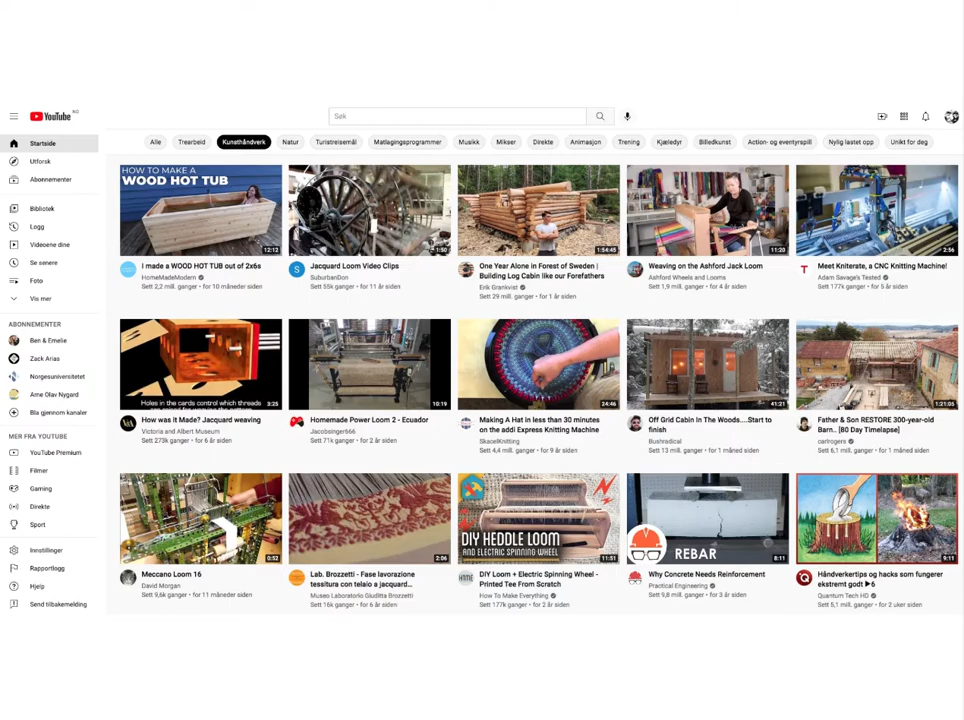 YouTube NO
Søk
Startside
Utforsk
Abonnementer
Bibliotek
Logg
Videoene dine
Se senere
Foto
Vis mer
ABONNEMENTER
Ben & Emelie
Zack Arias
Norgesuniversitetet
Arne Olav Nygard
Bla gjennom kanaler
MER FRA YOUTUBE
YouTube Premium
Filmer
Gaming
Direkte
Sport
Innstillinger
Rapportlogg
Hjelp
Send tilbakemelding
Alle Trearbeid Kunsthåndverk Natur Turistreisemål Matlagingsprogrammer Musikk Mikser Direkte Animasjon Trening Kjæledyr Billedkunst Action- og eventyrspill Nylig lastet opp Unikt for deg
HOW TO MAKE A
WOOD HOT TUB
12:12
I made a WOOD HOT TUB out of 2x6s
HomeMadeModern
Sett 2,2 mill. ganger • for 10 måneder siden
1:50
Jacquard Loom Video Clips
SuburbanDon
Sett 55k ganger • for 11 år siden
1:54:45
One Year Alone in Forest of Sweden |
Building Log Cabin like our Forefathers
Erik Grankvist
Sett 29 mill. ganger • for 1 år siden
11:20
Weaving on the Ashford Jack Loom
Ashford Wheels and Looms
Sett 1,9 mill. ganger • for 4 år siden
2:56
Meet Kniterate, a CNC Knitting Machine!
Adam Savage's Tested
Sett 177k ganger • for 5 år siden
Holes in the cards control which threads
3:25
How was it Made? Jacquard weaving
Victoria and Albert Museum
Sett 273k ganger • for 6 år siden
10:19
Homemade Power Loom 2 - Ecuador
Jacobsinger666
Sett 71k ganger • for 2 år siden
24:46
Making A Hat in less than 30 minutes
on the addi Express Knitting Machine
SkacelKnitting
Sett 4,4 mill. ganger • for 9 år siden
41:21
Off Grid Cabin In The Woods....Start to
finish
Bushradical
Sett 13 mill. ganger • for 1 måned siden
1:21:05
Father & Son RESTORE 300-year-old
Barn.. [80 Day Timelapse]
carlrogers
Sett 6,1 mill. ganger • for 1 måned siden
0:52
Meccano Loom 16
David Morgan
Sett 9,6k ganger • for 11 måneder siden
2:06
Lab. Brozzetti - Fase lavorazione
tessitura con telaio a jacquard...
Museo Laboratorio Giuditta Brozzetti
Sett 16k ganger • for 6 år siden
DIY HEDDLE LOOM
AND ELECTRIC SPINNING WHEEL
11:51
HOME
MADE
DIY Loom + Electric Spinning Wheel -
Printed Tee From Scratch
How To Make Everything
Sett 177k ganger • for 2 år siden
REBAR
8:11
Why Concrete Needs Reinforcement
Practical Engineering
Sett 9,8 mill. ganger • for 3 år siden
9:11
Håndverkertips og hacks som fungerer
ekstremt godt ▶6
Quantum Tech HD
Sett 5,1 mill. ganger • for 2 uker siden